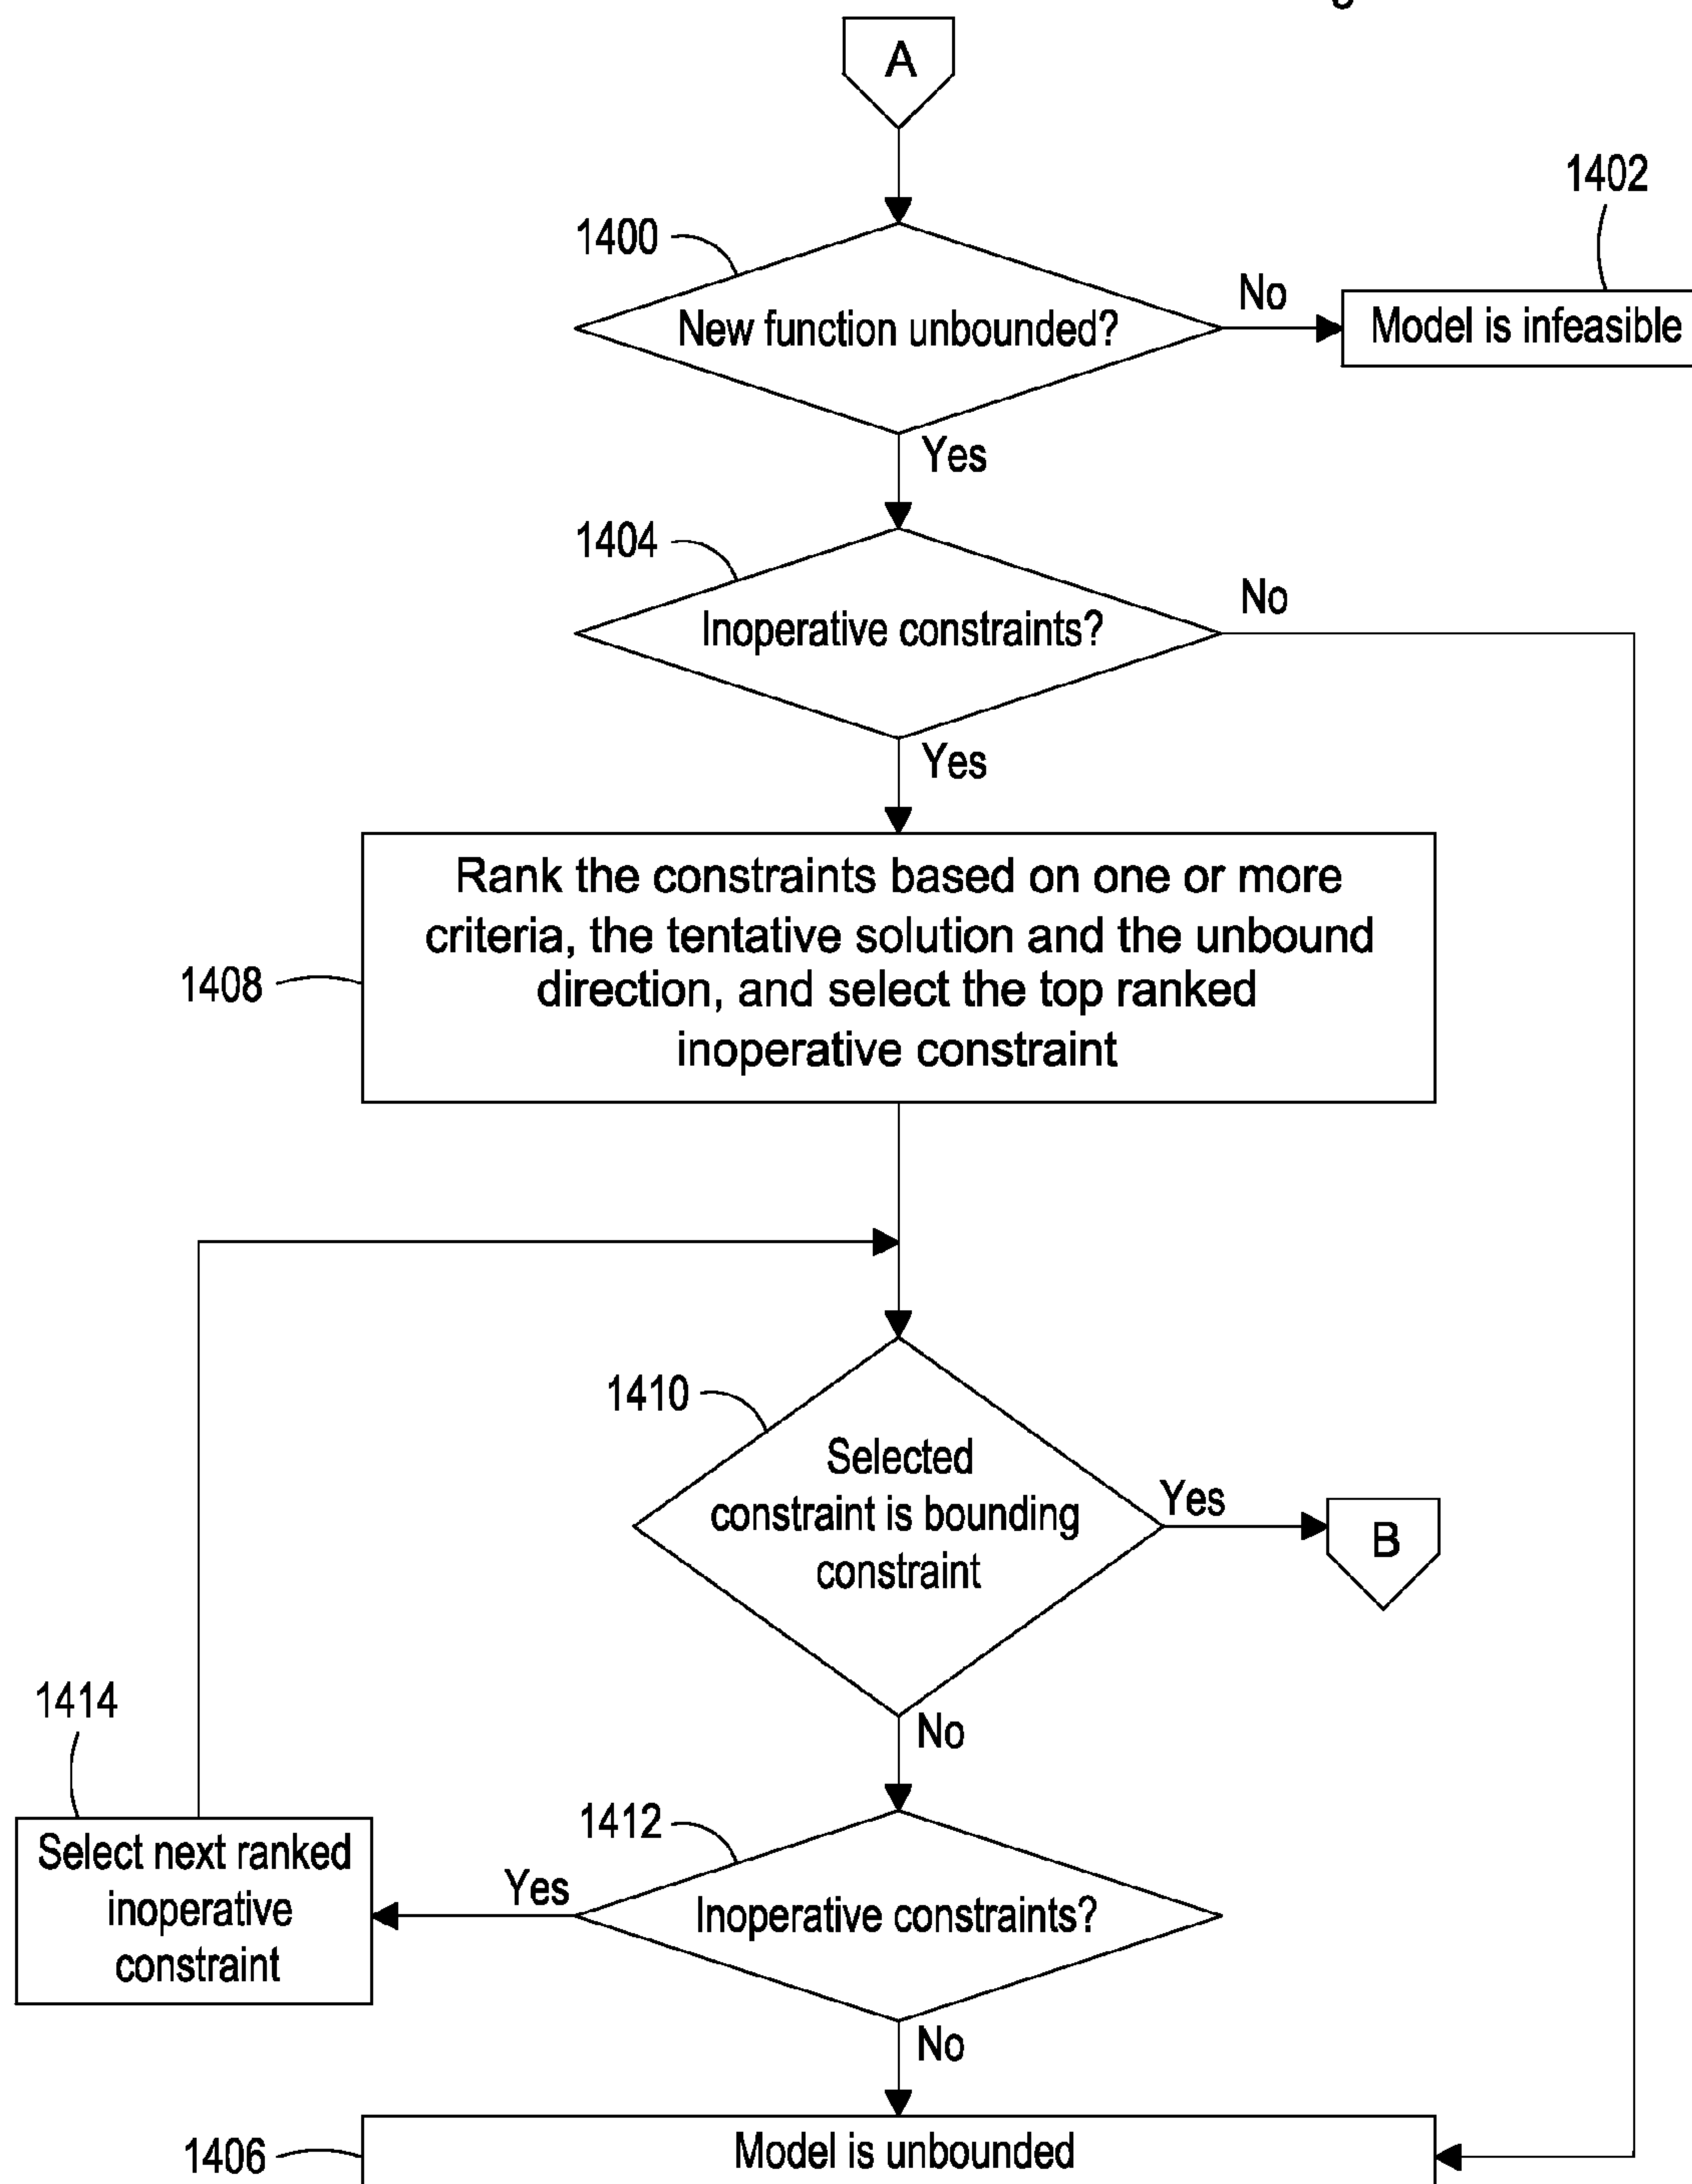 A
1402
1400
No
New function unbounded?
Model is infeasible
Yes
1404
No
Inoperative constraints?
Yes
Rank the constraints based on one or more
criteria, the tentative solution and the unbound
direction, and select the top ranked
inoperative constraint
1408
1410
Selected
constraint is bounding
constraint
Yes
B
No
1414
1412
Select next ranked
inoperative
constraint
Yes
Inoperative constraints?
No
1406
Model is unbounded